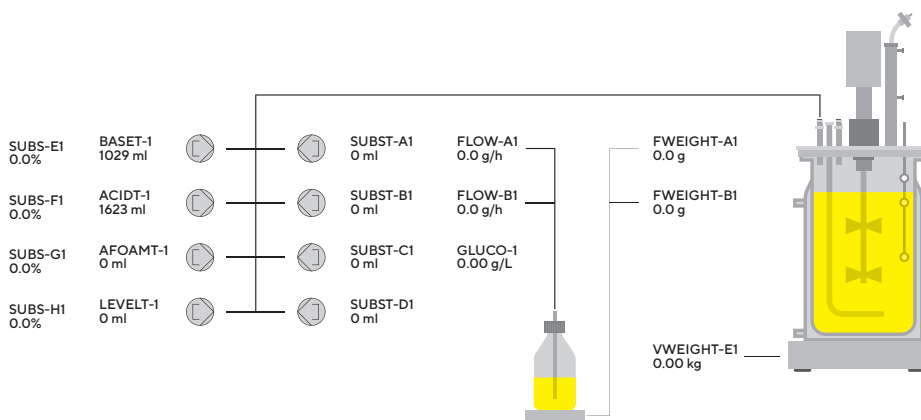 SUBS-E1
0.0%
BASET-1
1029 ml
SUBST-A1
0 ml
FLOW-A1
0.0 g/h
FWEIGHT-A1
0.0 g
SUBS-F1
0.0%
ACIDT-1
1623 ml
SUBST-B1
0 ml
FLOW-B1
0.0 g/h
FWEIGHT-B1
0.0 g
SUBS-G1
0.0%
AFOAMT-1
0 ml
SUBST-C1
0 ml
GLUCO-1
0.00 g/L
SUBS-H1
0.0%
LEVELT-1
0 ml
SUBST-D1
0 ml
VWEIGHT-E1
0.00 kg